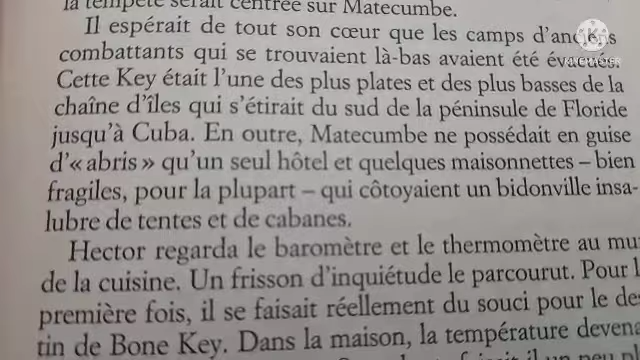 la tempête serait centrée sur Matecumbe.
Il espérait de tout son cœur que les camps d'anciens
combattants qui se trouvaient là-bas avaient été évacués.
Cette Key était l'une des plus plates et des plus basses de la
chaîne d'îles qui s'étirait du sud de la péninsule de Floride
jusqu'à Cuba. En outre, Matecumbe ne possédait en guise
d'« abris » qu'un seul hôtel et quelques maisonnettes – bien
fragiles, pour la plupart – qui côtoyaient un bidonville insa-
lubre de tentes et de cabanes.
Hector regarda le baromètre et le thermomètre au mu
de la cuisine. Un frisson d'inquiétude le parcourut. Pour l
première fois, il se faisait réellement du souci pour le des
tin de Bone Key. Dans la maison, la température devena
il un peu pl